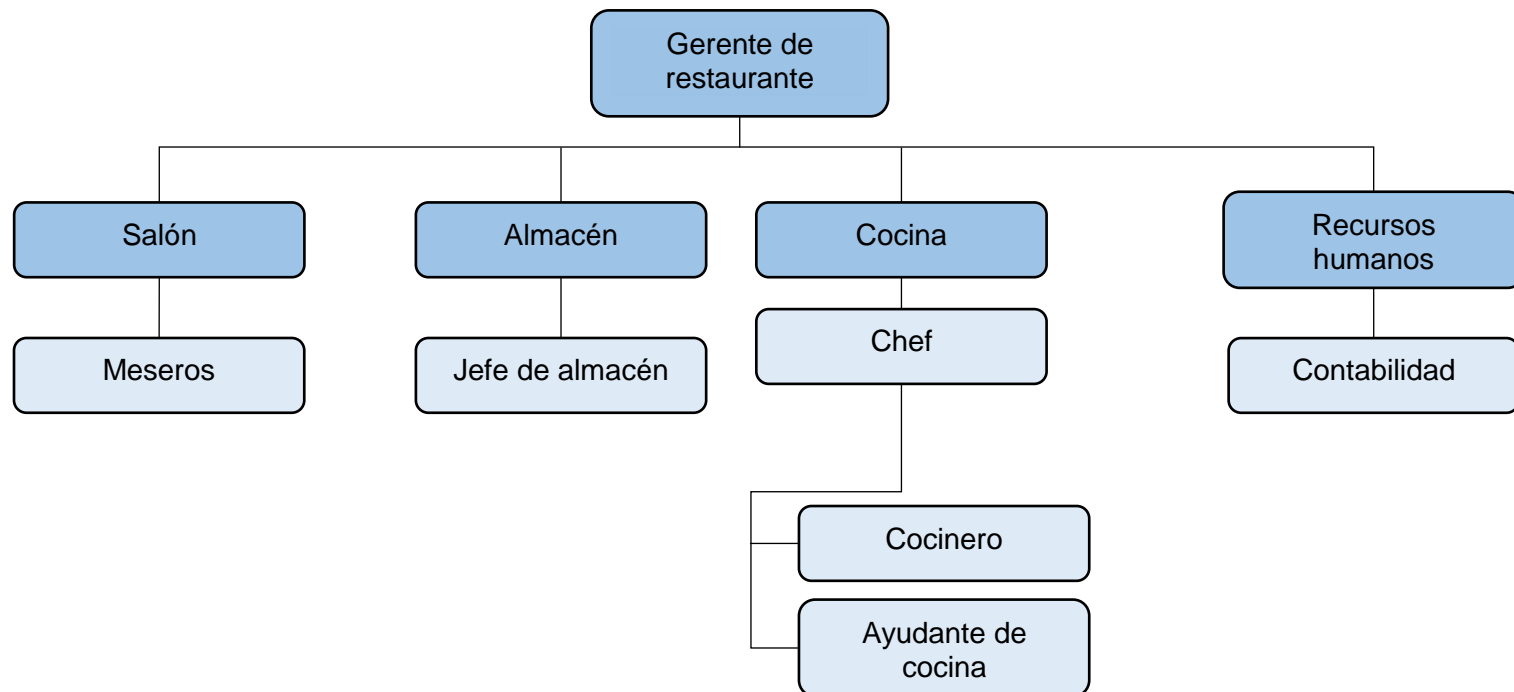 Gerente de
restaurante
Salón
Almacén
Cocina
Recursos
humanos
Meseros
Jefe de almacén
Chef
Contabilidad
Cocinero
Ayudante de
cocina